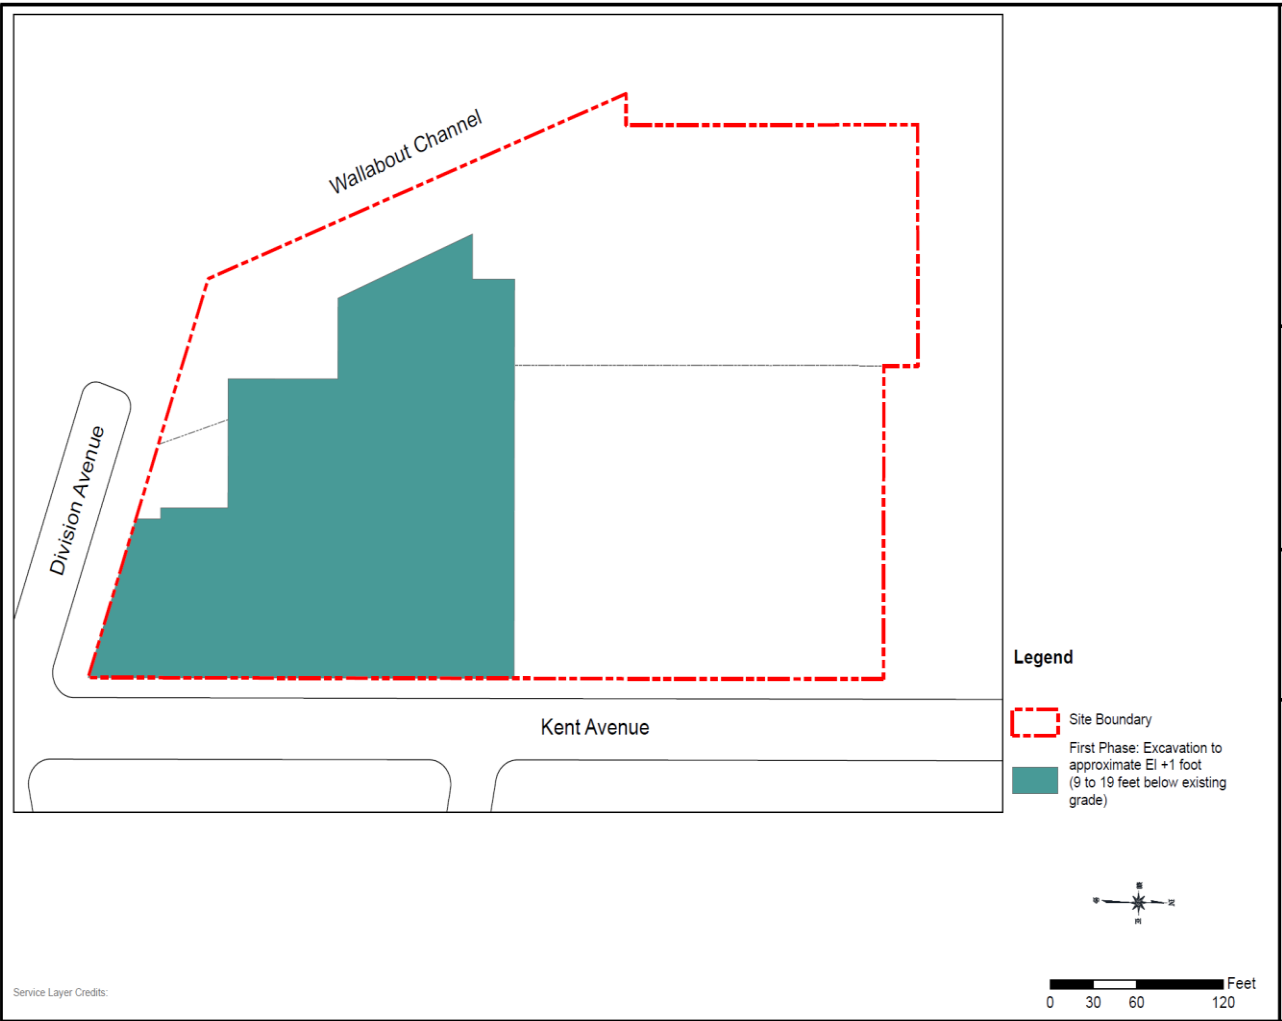 Wallabout Channel
Division Avenue
Kent Avenue
Legend
Site Boundary
First Phase: Excavation to
approximate El +1 foot
(9 to 19 feet below existing
grade)
Service Layer Credits:
Feet
0 30 60 120